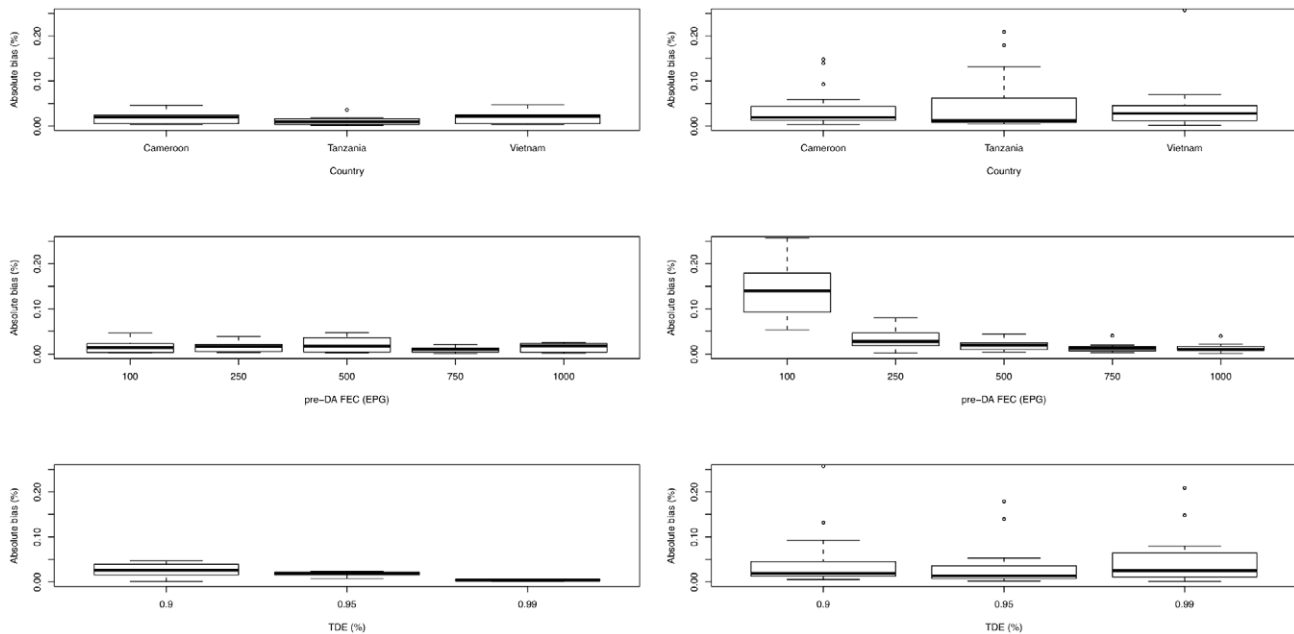 Absolute bias (%)
0.00 0.10 0.20
Cameroon Tanzania Vietnam
Country
Absolute bias (%)
0.00 0.10 0.20
Cameroon Tanzania Vietnam
Country
Absolute bias (%)
0.00 0.10 0.20
100 250 500 750 1000
pre−DA FEC (EPG)
Absolute bias (%)
0.00 0.10 0.20
100 250 500 750 1000
pre−DA FEC (EPG)
Absolute bias (%)
0.00 0.10 0.20
0.9 0.95 0.99
TDE (%)
Absolute bias (%)
0.00 0.10 0.20
0.9 0.95 0.99
TDE (%)